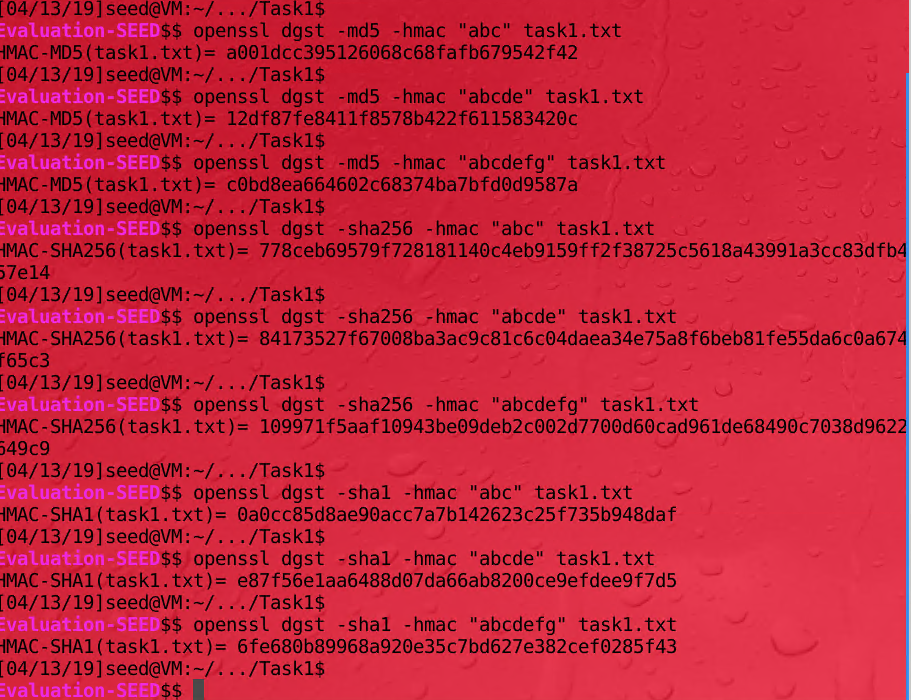 [04/13/19]seed@VM:~/.../Task1$
Evaluation-SEED$$ openssl dgst -md5 -hmac "abc" task1.txt
HMAC-MD5(task1.txt)= a001dcc395126068c68fafb679542f42
[04/13/19]seed@VM:~/.../Task1$
Evaluation-SEED$$ openssl dgst -md5 -hmac "abcde" task1.txt
HMAC-MD5(task1.txt)= 12df87fe8411f8578b422f611583420c
[04/13/19]seed@VM:~/.../Task1$
Evaluation-SEED$$ openssl dgst -md5 -hmac "abcdefg" task1.txt
HMAC-MD5(task1.txt)= c0bd8ea664602c68374ba7bfd0d9587a
[04/13/19]seed@VM:~/.../Task1$
Evaluation-SEED$$ openssl dgst -sha256 -hmac "abc" task1.txt
HMAC-SHA256(task1.txt)= 778ceb69579f728181140c4eb9159ff2f38725c5618a43991a3cc83dfb4
57e14
[04/13/19]seed@VM:~/.../Task1$
Evaluation-SEED$$ openssl dgst -sha256 -hmac "abcde" task1.txt
HMAC-SHA256(task1.txt)= 84173527f67008ba3ac9c81c6c04daea34e75a8f6beb81fe55da6c0a674
f65c3
[04/13/19]seed@VM:~/.../Task1$
Evaluation-SEED$$ openssl dgst -sha256 -hmac "abcdefg" task1.txt
HMAC-SHA256(task1.txt)= 109971f5aaf10943be09deb2c002d7700d60cad961de68490c7038d9622
649c9
[04/13/19]seed@VM:~/.../Task1$
Evaluation-SEED$$ openssl dgst -sha1 -hmac "abc" task1.txt
HMAC-SHA1(task1.txt)= 0a0cc85d8ae90acc7a7b142623c25f735b948daf
[04/13/19]seed@VM:~/.../Task1$
Evaluation-SEED$$ openssl dgst -sha1 -hmac "abcde" task1.txt
HMAC-SHA1(task1.txt)= e87f56e1aa6488d07da66ab8200ce9efdee9f7d5
[04/13/19]seed@VM:~/.../Task1$
Evaluation-SEED$$ openssl dgst -sha1 -hmac "abcdefg" task1.txt
HMAC-SHA1(task1.txt)= 6fe680b89968a920e35c7bd627e382cef0285f43
[04/13/19]seed@VM:~/.../Task1$
Evaluation-SEED$$